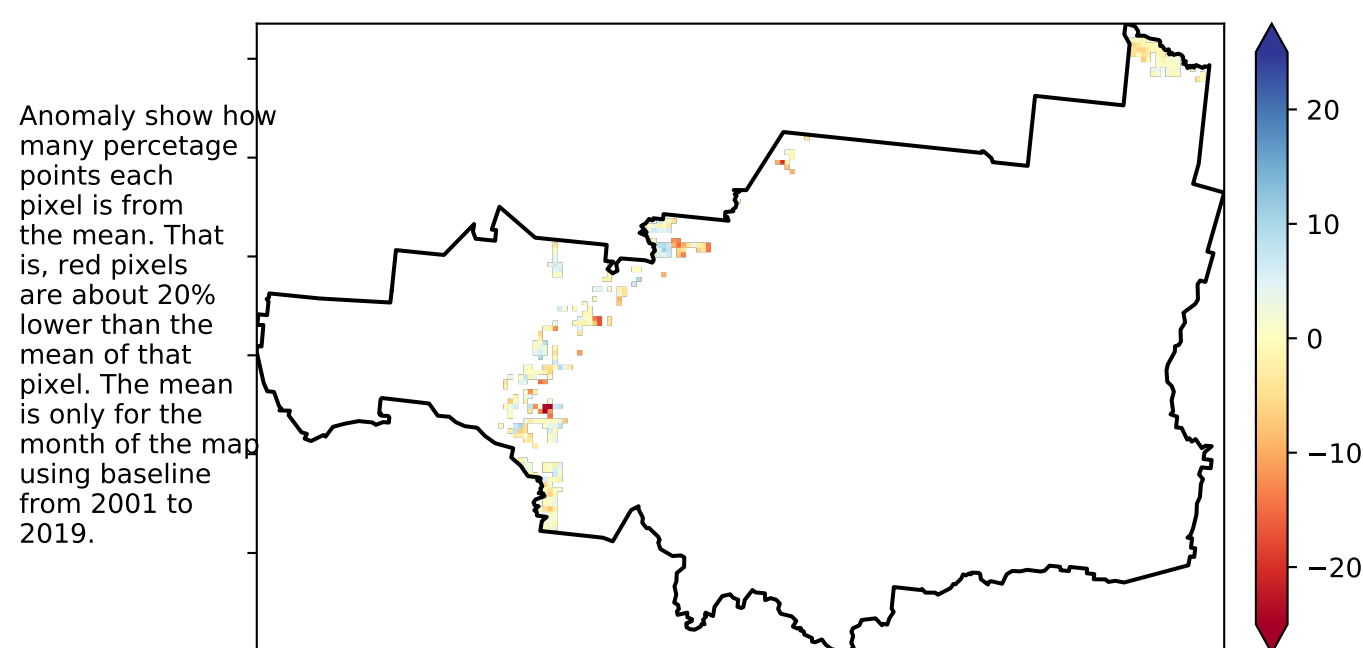 Anomaly show how
many percetage
points each
pixel is from
the mean. That
is, red pixels
are about 20%
lower than the
mean of that
pixel. The mean
is only for the
month of the map
using baseline
from 2001 to
2019.
20
10
0
−10
−20